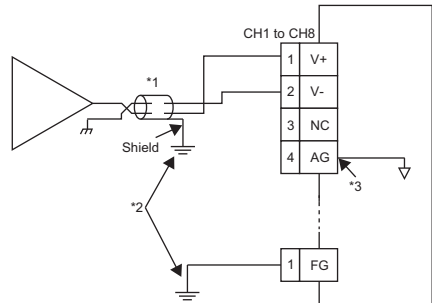 CH1 to CH8
*1
1 V+
2 V-
3 NC
Shield
4 AG
*3
*2
1 FG